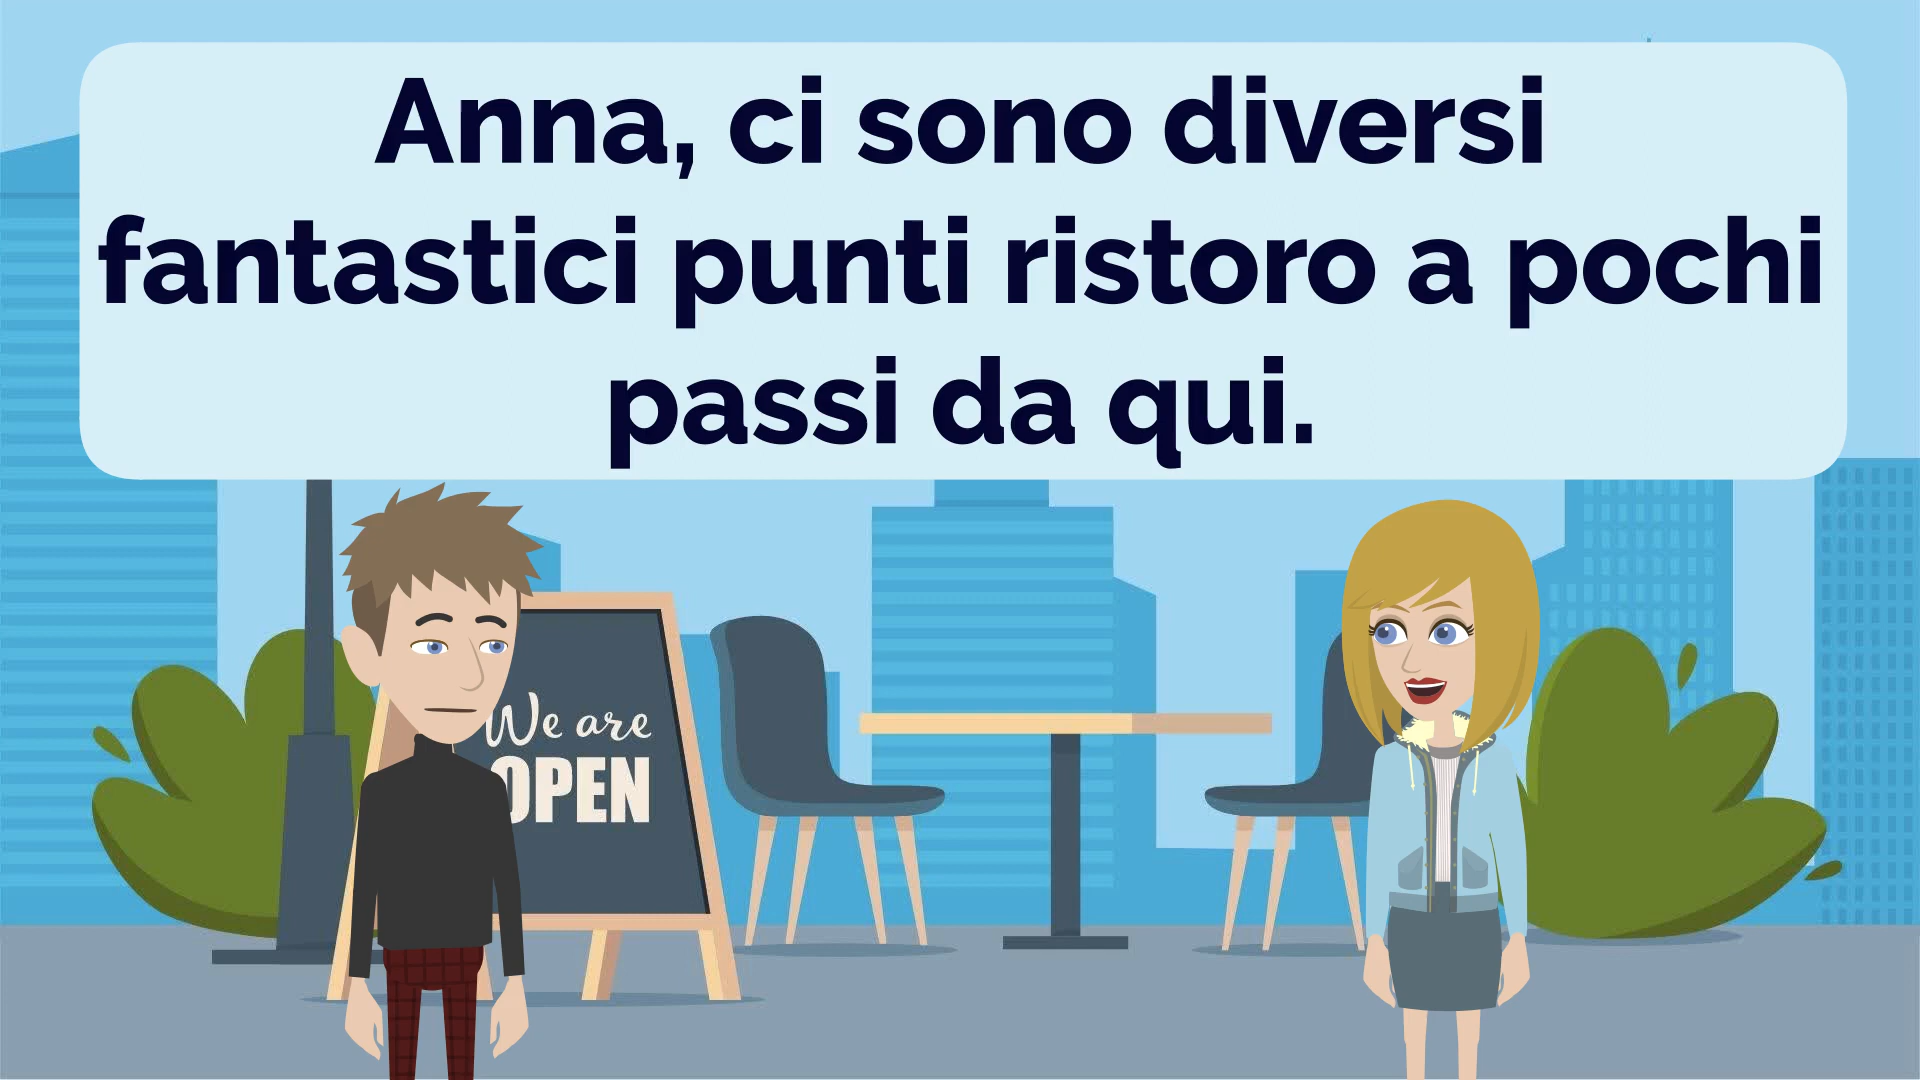 Anna, ci sono diversi
fantastici punti ristoro a pochi
passi da qui.
We are
OPEN